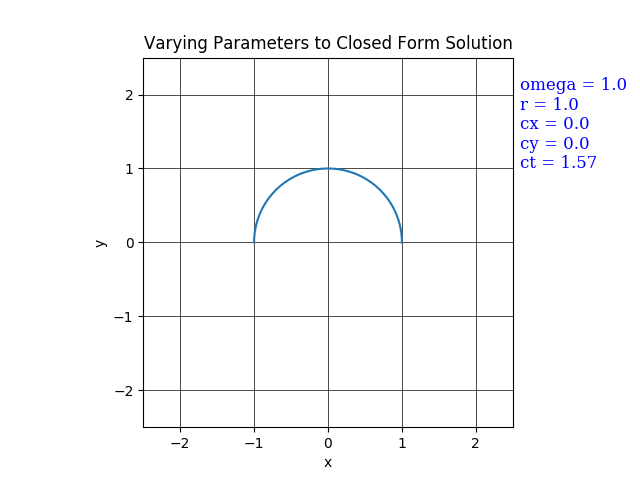 Varying Parameters to Closed Form Solution
omega = 1.0
r = 1.0
cx = 0.0
cy = 0.0
ct = 1.57
2
1
0
−1
−2
y
−2 −1 0 1 2
x